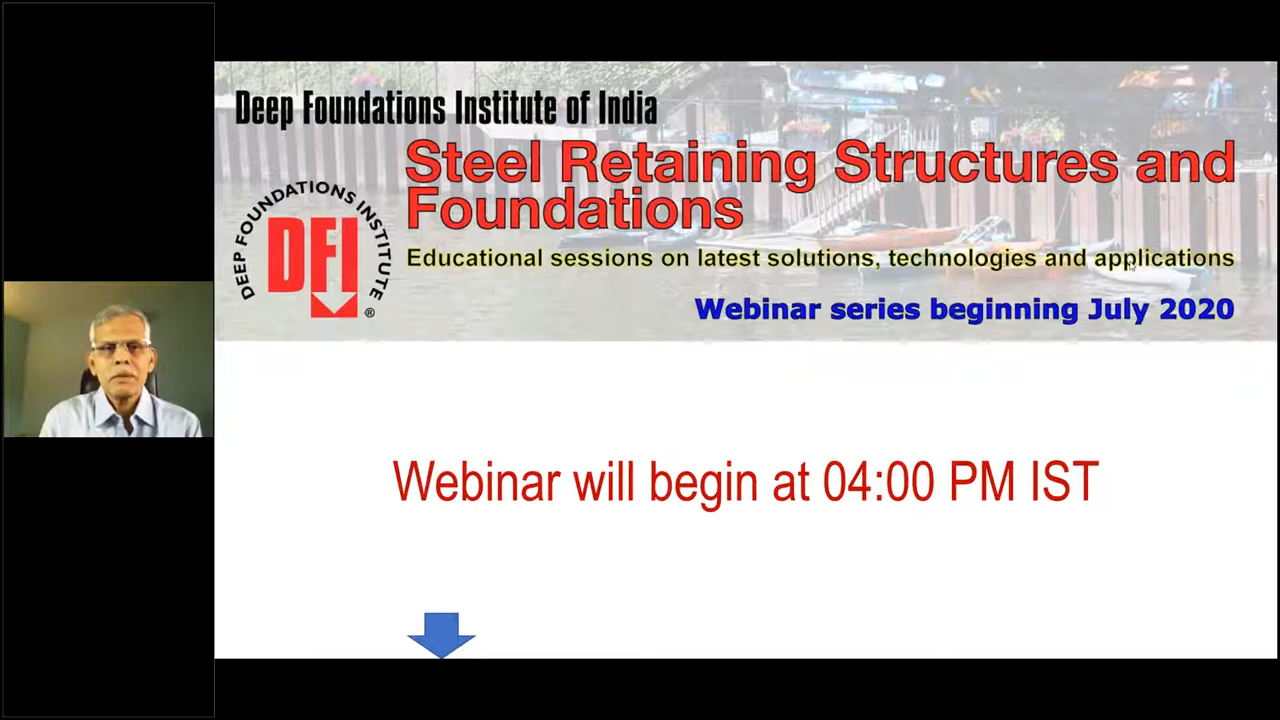 Deep Foundations Institute of India
Steel Retaining Structures and
Foundations
DEEP FOUNDATIONS INSTITUTE
DFI
®
Educational sessions on latest solutions, technologies and applications
Webinar series beginning July 2020
Webinar will begin at 04:00 PM IST